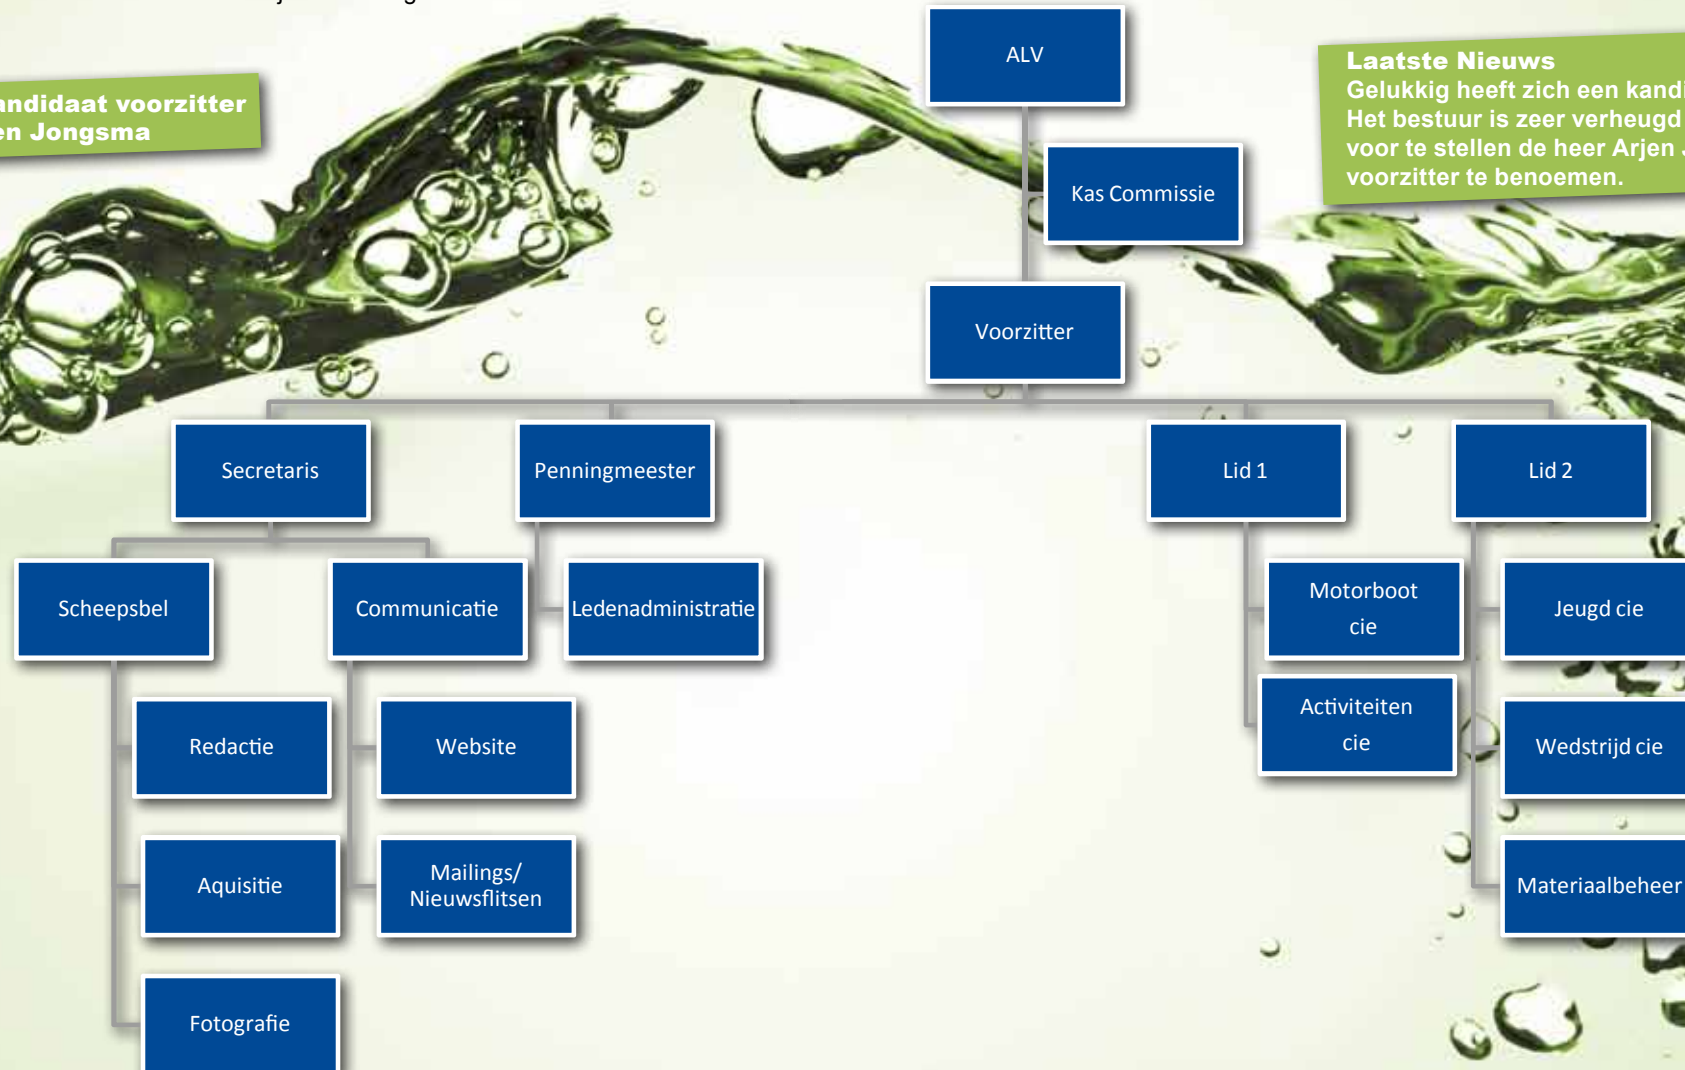 ALV
andidaat voorzitter
en Jongsma
Laatste Nieuws
Gelukkig heeft zich een kandi
Het bestuur is zeer verheugd
voor te stellen de heer Arjen J
voorzitter te benoemen.
Kas Commissie
Voorzitter
Secretaris
Penningmeester
Lid 1
Lid 2
Scheepsbel
Communicatie
Ledenadministratie
Motorboot
cie
Jeugd cie
Activiteiten
cie
Redactie
Website
Wedstrijd cie
Aquisitie
Mailings/
Nieuwsflitsen
Materiaalbeheer
Fotografie